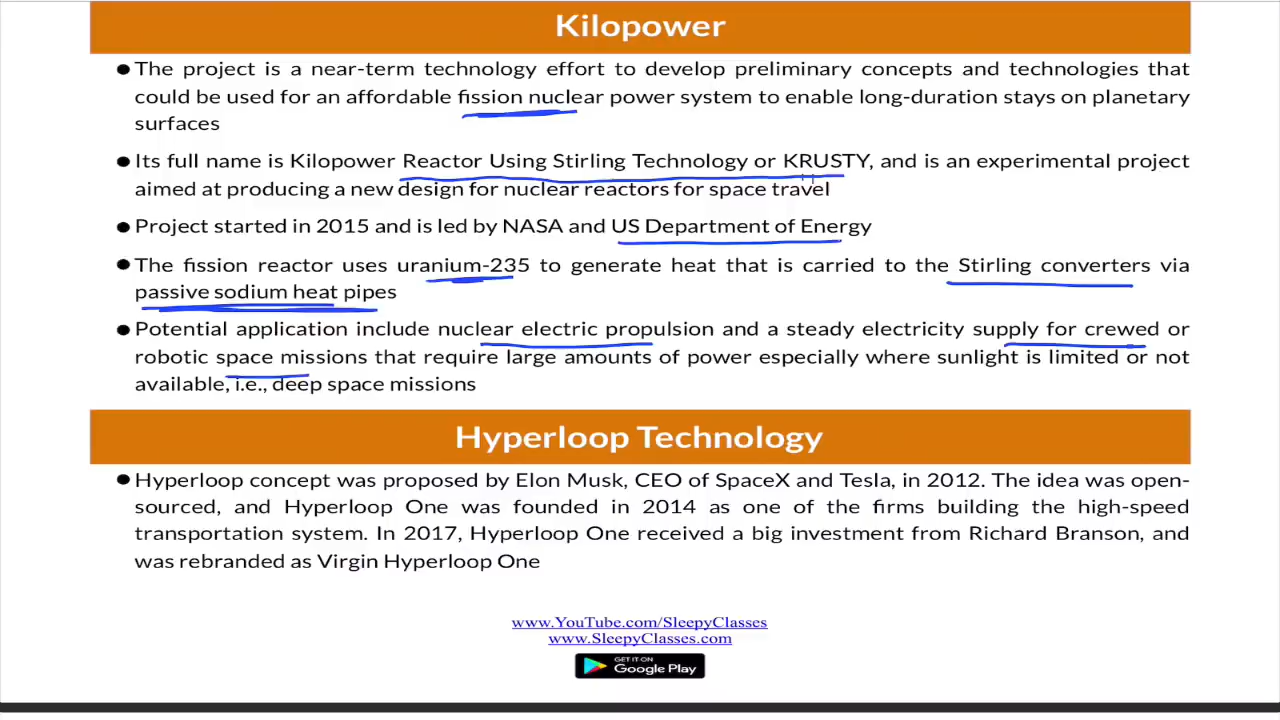 Kilopower
● The project is a near-term technology effort to develop preliminary concepts and technologies that
could be used for an affordable fission nuclear power system to enable long-duration stays on planetary
surfaces
● Its full name is Kilopower Reactor Using Stirling Technology or KRUSTY, and is an experimental project
aimed at producing a new design for nuclear reactors for space travel
● Project started in 2015 and is led by NASA and US Department of Energy
● The fission reactor uses uranium-235 to generate heat that is carried to the Stirling converters via
passive sodium heat pipes
● Potential application include nuclear electric propulsion and a steady electricity supply for crewed or
robotic space missions that require large amounts of power especially where sunlight is limited or not
available, i.e., deep space missions
Hyperloop Technology
● Hyperloop concept was proposed by Elon Musk, CEO of SpaceX and Tesla, in 2012. The idea was open-
sourced, and Hyperloop One was founded in 2014 as one of the firms building the high-speed
transportation system. In 2017, Hyperloop One received a big investment from Richard Branson, and
was rebranded as Virgin Hyperloop One
www.YouTube.com/SleepyClasses
www.SleepyClasses.com
GET IT ON
Google Play